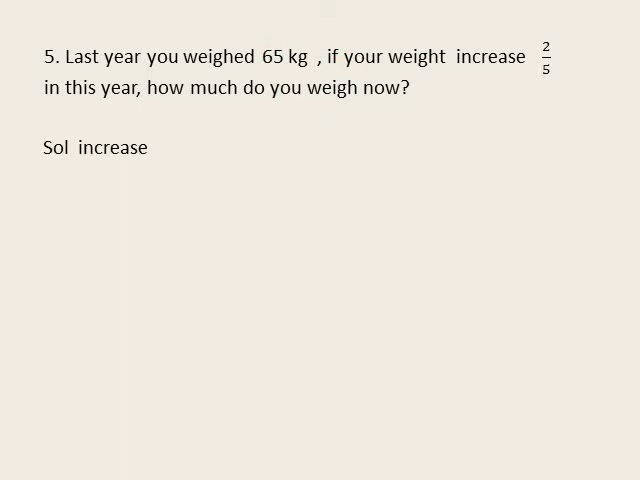 5. Last year you weighed 65 kg , if your weight increase 2/5
in this year, how much do you weigh now?
Sol increase